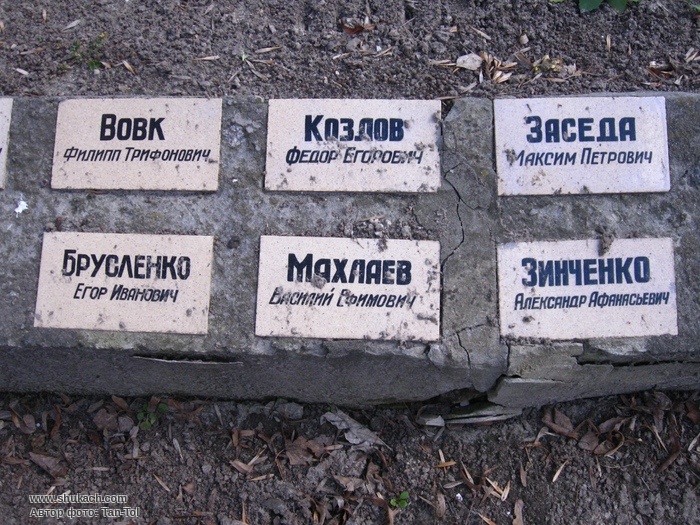 Вовк
Филипп Трифонович
Козлов
Федор Егорович
Заседа
Максим Петрович
Брусленко
Егор Иванович
Махлаев
Василий Ефимович
Зинченко
Александр Афанасьевич
www.shukach.com
Автор фото: Tan-Tol